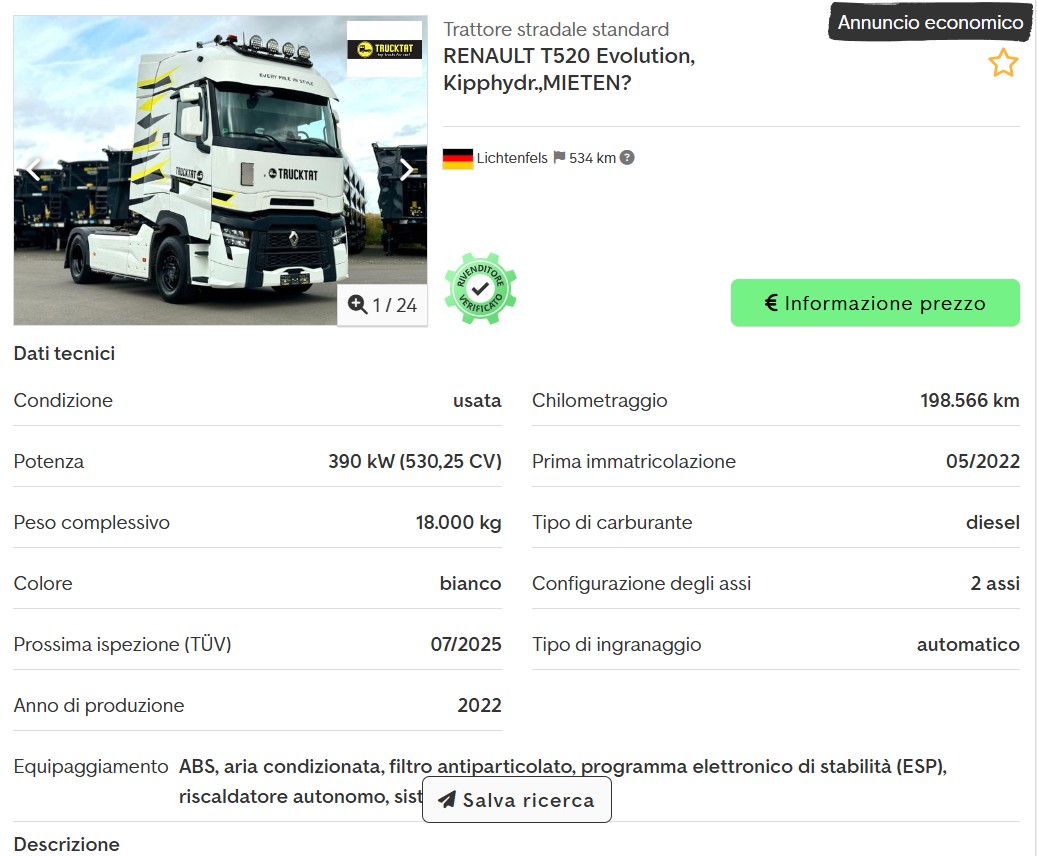 Annuncio economico
TRUCKTAT
EVERY MILE IN STYLE
TRUCKTAT
TRUCKTAT
1 / 24
Trattore stradale standard
RENAULT T520 Evolution,
Kipphydr.,MIETEN?
Lichtenfels 534 km ?
RIVENDITORE
VERIFICATO
€ Informazione prezzo
Dati tecnici
Condizione usata
Chilometraggio 198.566 km
Potenza 390 kW (530,25 CV)
Prima immatricolazione 05/2022
Peso complessivo 18.000 kg
Tipo di carburante diesel
Colore bianco
Configurazione degli assi 2 assi
Prossima ispezione (TÜV) 07/2025
Tipo di ingranaggio automatico
Anno di produzione 2022
Equipaggiamento ABS, aria condizionata, filtro antiparticolato, programma elettronico di stabilità (ESP),
riscaldatore autonomo, sist
Salva ricerca
Descrizione